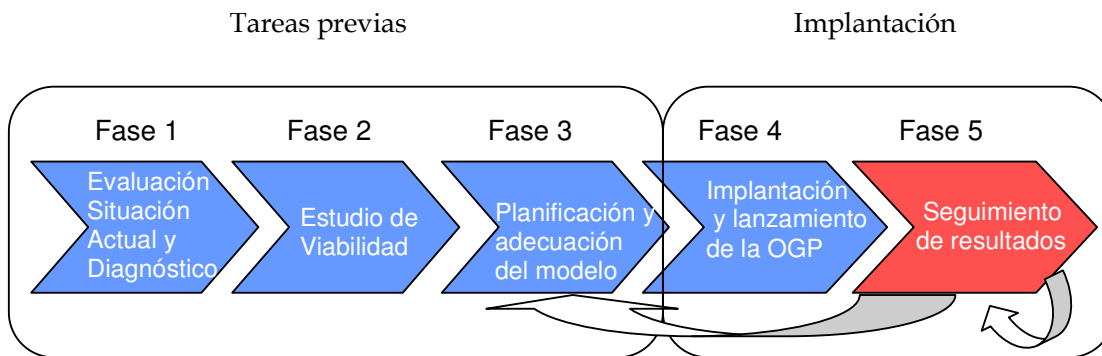 Tareas previas
Implantación
Fase 1
Fase 2
Fase 3
Fase 4
Fase 5
Evaluación
Situación
Actual y
Diagnóstico
Estudio de
Viabilidad
Planificación y
adecuación
del modelo
Implantación
y lanzamiento
de la OGP
Seguimiento
de resultados